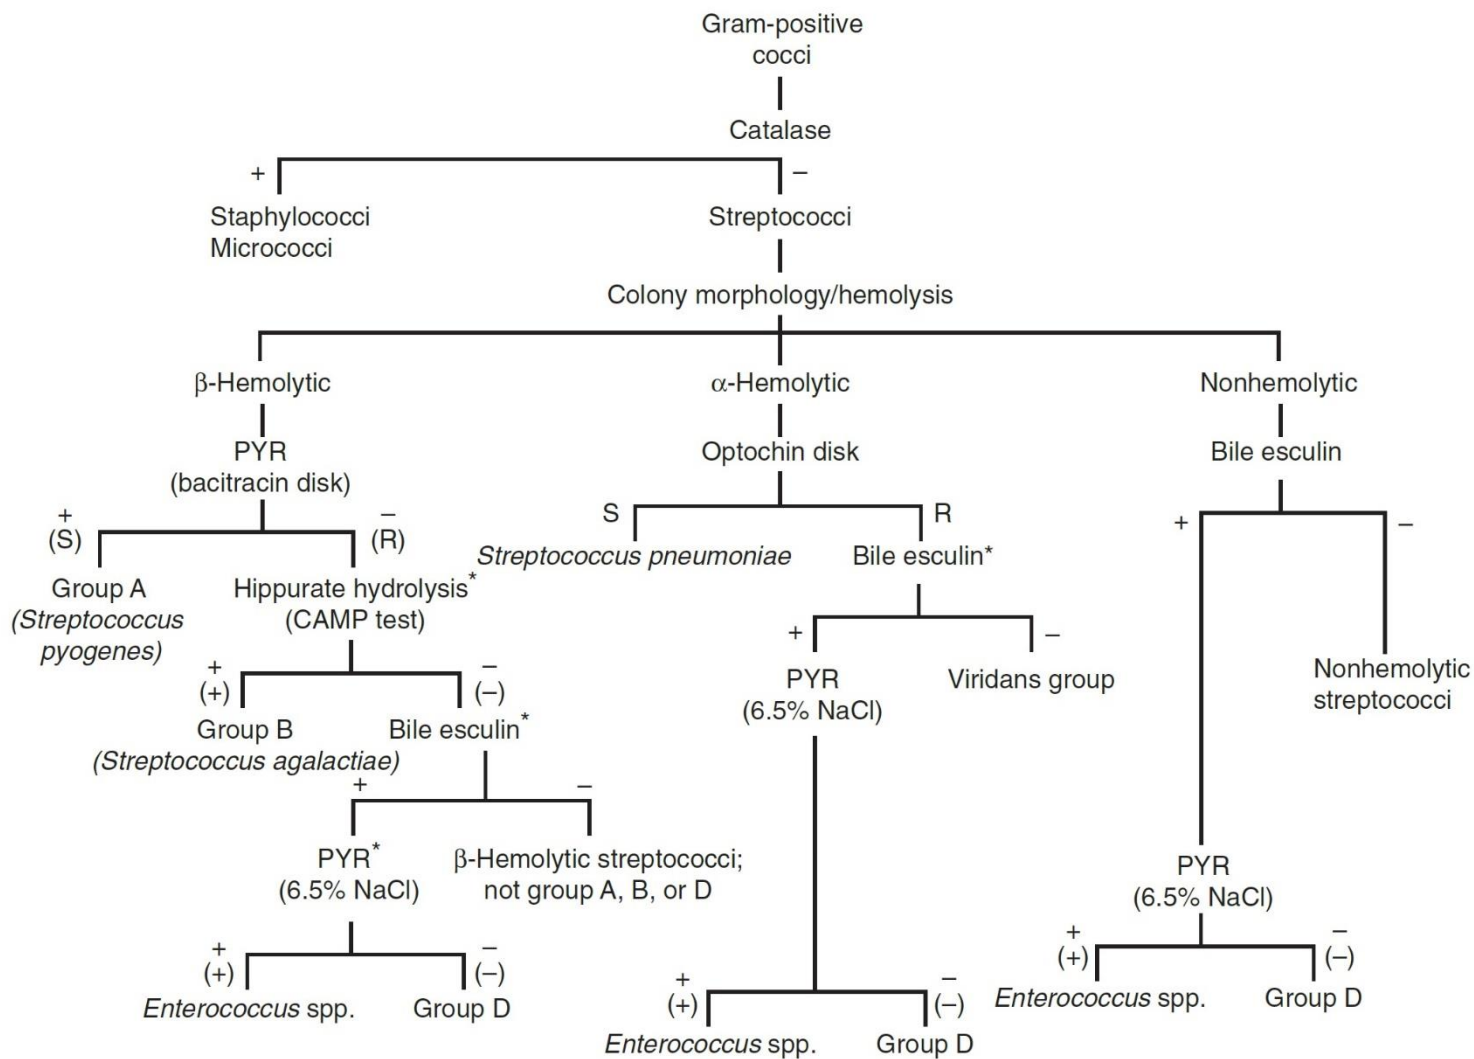 Gram-positive
cocci
Catalase
+
–
Staphylococci
Micrococci
Streptococci
Colony morphology/hemolysis
β-Hemolytic
α-Hemolytic
Nonhemolytic
PYR
(bacitracin disk)
Optochin disk
Bile esculin
+
(S)
–
(R)
S
R
+
–
Group A
(Streptococcus
pyogenes)
Hippurate hydrolysis*
(CAMP test)
Streptococcus pneumoniae
Bile esculin*
+
(+)
–
(–)
+
–
Group B
(Streptococcus agalactiae)
Bile esculin*
PYR
(6.5% NaCl)
Viridans group
Nonhemolytic
streptococci
+
–
PYR*
(6.5% NaCl)
β-Hemolytic streptococci;
not group A, B, or D
PYR
(6.5% NaCl)
+
(+)
–
(–)
Enterococcus spp.
Group D
+
(+)
–
(–)
Enterococcus spp.
Group D
+
(+)
–
(–)
Enterococcus spp.
Group D